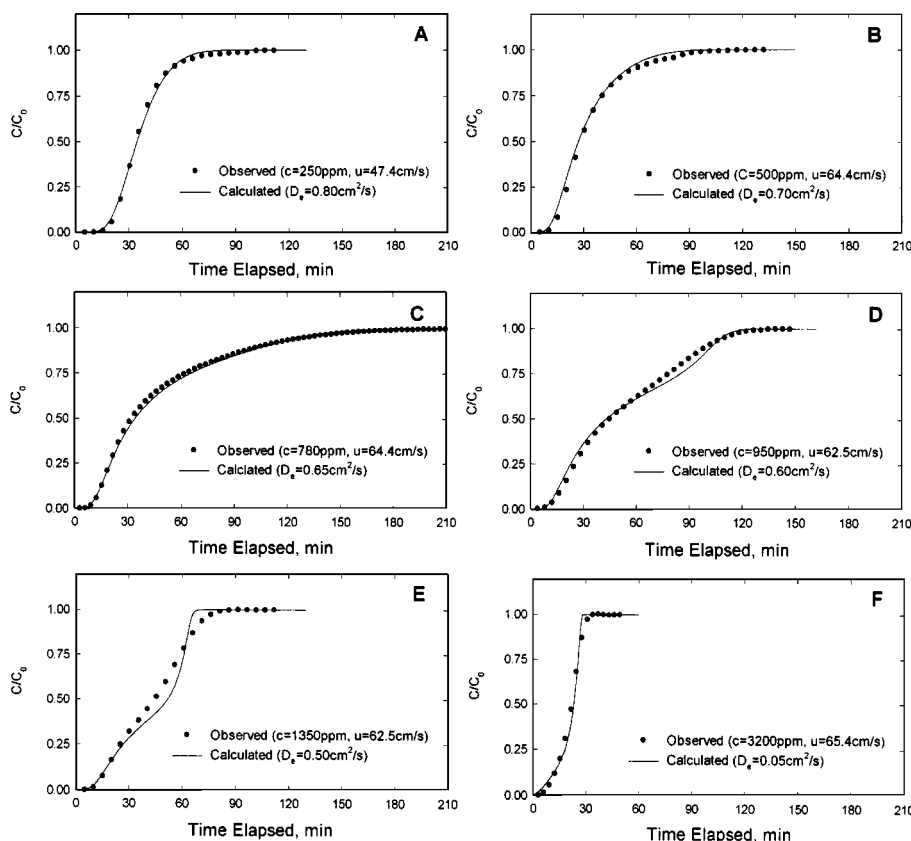 A
1.00
0.75
0.50
0.25
0.00
C/C0
Observed (c=250ppm, u=47.4cm/s)
Calculated (De=0.80cm2/s)
0 30 60 90 120 150 180 210
Time Elapsed, min
B
1.00
0.75
0.50
0.25
0.00
C/C0
Observed (C=500ppm, u=64.4cm/s)
Calculated (De=0.70cm2/s)
0 30 60 90 120 150 180 210
Time Elapsed, min
C
1.00
0.75
0.50
0.25
0.00
C/C0
Observed (c=780ppm, u=64.4cm/s)
Calclated (De=0.65cm2/s)
0 30 60 90 120 150 180 210
Time Elapsed, min
D
1.00
0.75
0.50
0.25
0.00
C/C0
Observed (c=950ppm, u=62.5cm/s)
Calculated (De=0.60cm2/s)
0 30 60 90 120 150 180 210
Time Elapsed, min
E
1.00
0.75
0.50
0.25
0.00
C/C0
Observed (c=1350ppm, u=62.5cm/s)
Calculated (De=0.50cm2/s)
0 30 60 90 120 150 180 210
Time Elapsed, min
F
1.00
0.75
0.50
0.25
0.00
C/C0
Observed (c=3200ppm, u=65.4cm/s)
Calculated (De=0.05cm2/s)
0 30 60 90 120 150 180 210
Time Elapsed, min